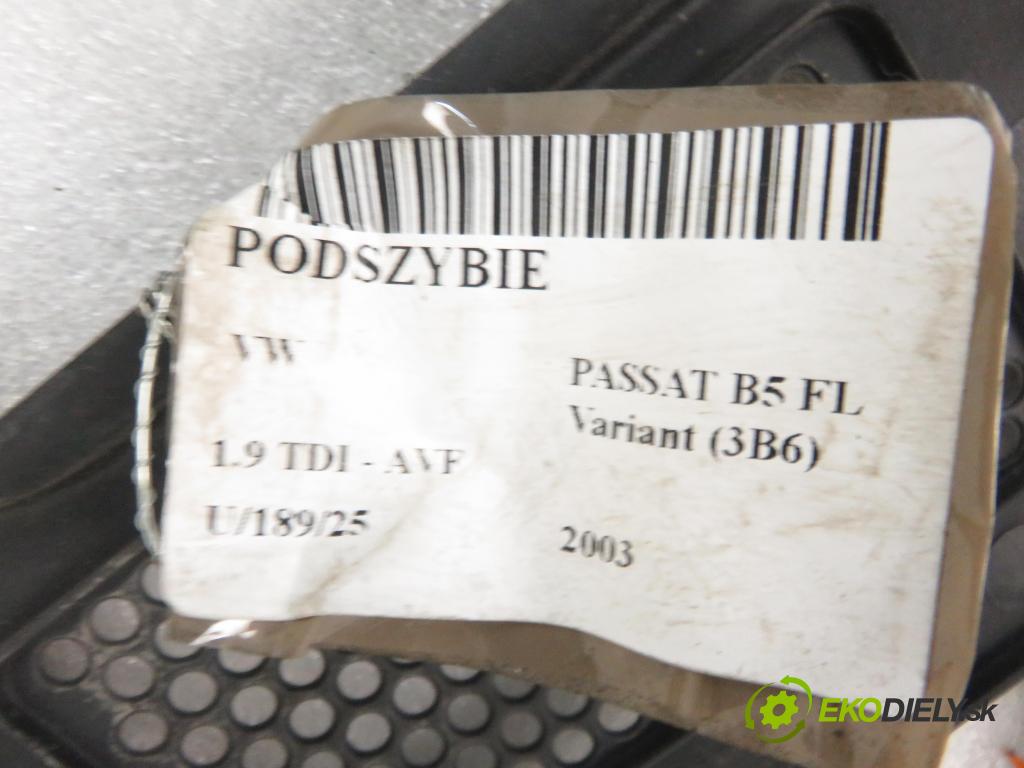 PODSZYBIE
VW
PASSAT B5 FL
Variant (3B6)
1.9 TDI - AVF
U/189/25
2003
EKODIELY.sk